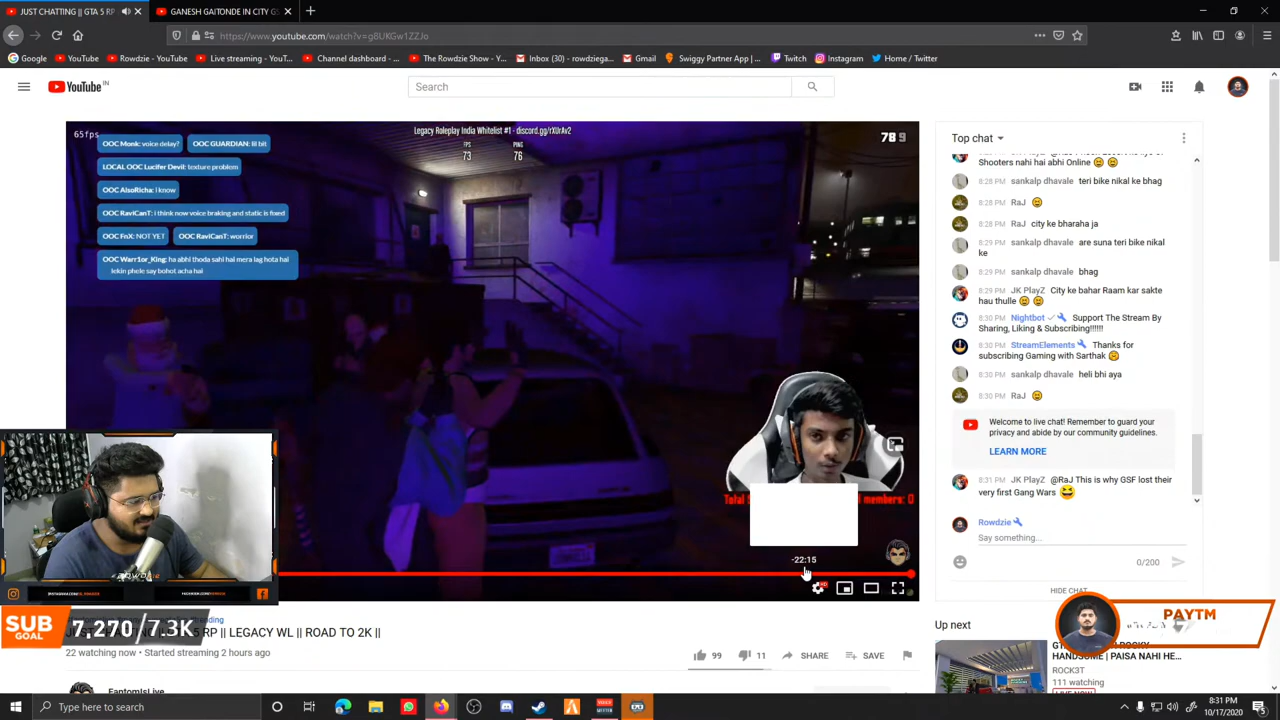 JUST CHATTING || GTA 5 RP
GANESH GAITONDE IN CITY GS
https://www.youtube.com/watch?v=g8UKGw1ZZJo
Google
YouTube
Rowdzie - YouTube
Live streaming - YouT...
Channel dashboard - ...
The Rowdzie Show - Y...
Inbox (30) - rowdziega...
Gmail
Swiggy Partner App | ...
Twitch
Instagram
Home / Twitter
YouTube IN
Search
65fps
Legacy Roleplay India Whitelist #1 - discord.gg/rXUrAv2
FPS
73
PING
76
789
OOC Monk: voice delay?
OOC GUARDIAN: lil bit
LOCAL OOC Lucifer Devil: texture problem
OOC AlsoRicha: I know
OOC RaviCanT: i think now voice braking and static is fixed
OOC FnX: NOT YET
OOC RaviCanT: worrior
OOC Warr1or_King: ha abhi thoda sahi hai mera lag hota hai
lekin phele say bohot acha hai
members: 0
-22:15
HD
Top chat
Shooters nahi hai abhi Online
8:28 PM sankalp dhavale teri bike nikal ke bhag
8:28 PM RaJ
8:28 PM RaJ city ke bharaha ja
8:29 PM sankalp dhavale are suna teri bike nikal
ke
8:29 PM sankalp dhavale bhag
8:29 PM JK PlayZ City ke bahar Raam kar sakte
hau thulle
8:30 PM Nightbot Support The Stream By
Sharing, Liking & Subscribing!!!!!!
8:30 PM StreamElements Thanks for
subscribing Gaming with Sarthak
8:30 PM sankalp dhavale heli bhi aya
8:30 PM RaJ
Welcome to live chat! Remember to guard your
privacy and abide by our community guidelines.
LEARN MORE
8:31 PM JK PlayZ @RaJ This is why GSF lost their
very first Gang Wars
Rowdzie
Say something...
0/200
HIDE CHAT
SUB
GOAL
7,270/7.3K
5 RP || LEGACY WL || ROAD TO 2K ||
22 watching now • Started streaming 2 hours ago
99
11
SHARE
SAVE
FantomIsLive
Up next
PAYTM
HANDSOME | PAISA NAHI HE...
ROCK3T
111 watching
LIVE NOW
Type here to search
8:31 PM
10/17/2020
5